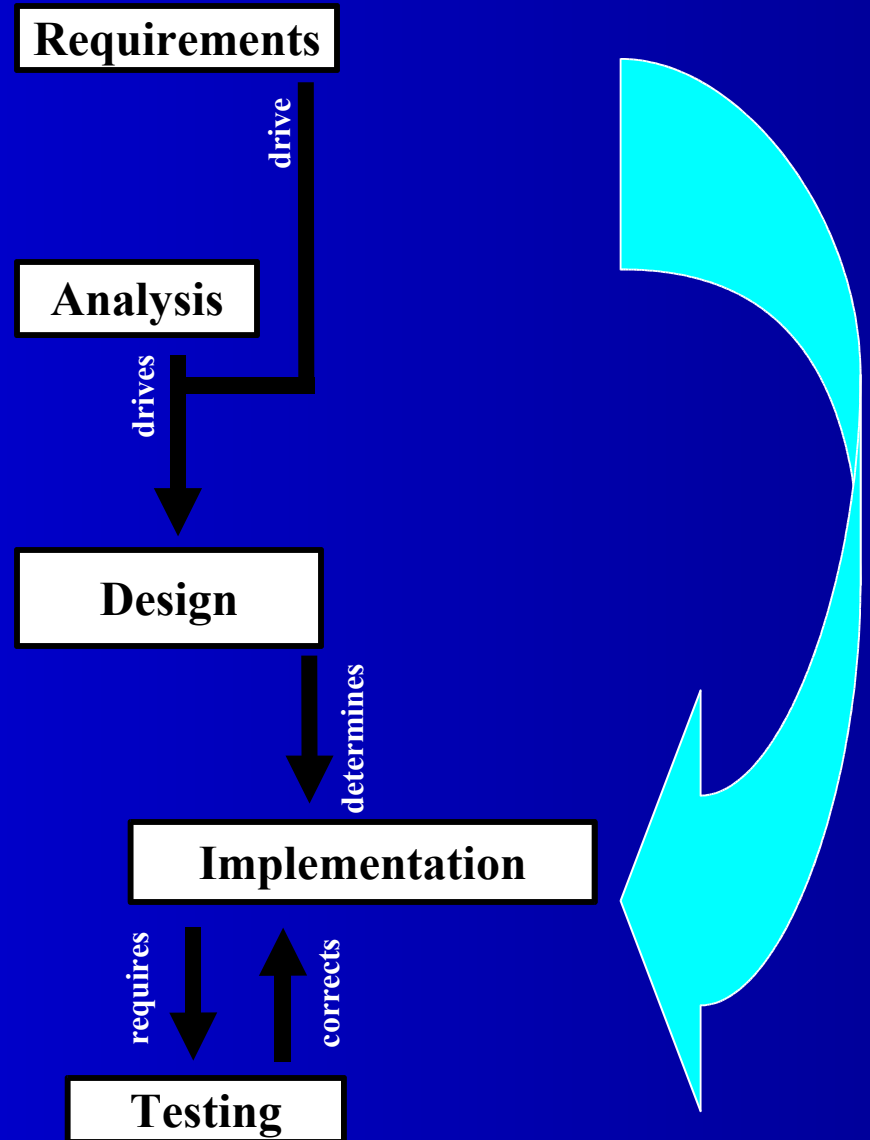 Requirements
drive
Analysis
drives
Design
determines
Implementation
requires
corrects
Testing